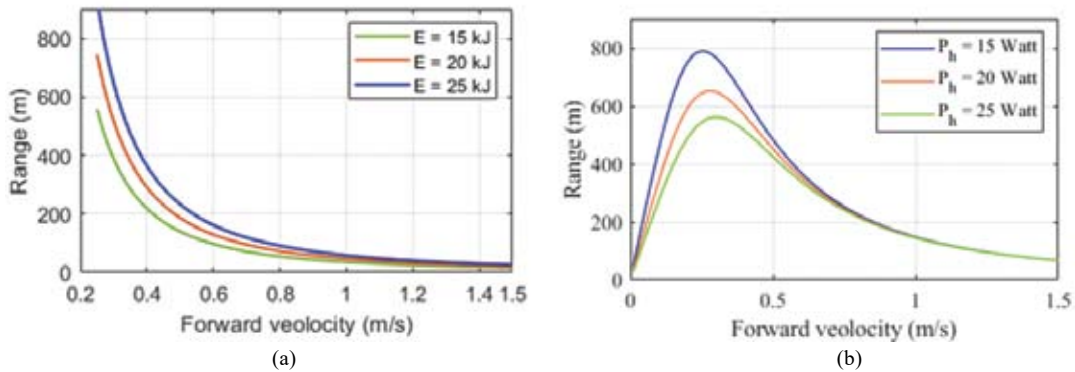 800
600
400
200
0
Range (m)
E = 15 kJ
E = 20 kJ
E = 25 kJ
0.2 0.4 0.6 0.8 1 1.2 1.4 1.5
Forward veolocity (m/s)
(a)
800
600
400
200
0
Range (m)
P_h = 15 Watt
P_h = 20 Watt
P_h = 25 Watt
0 0.5 1 1.5
Forward veolocity (m/s)
(b)